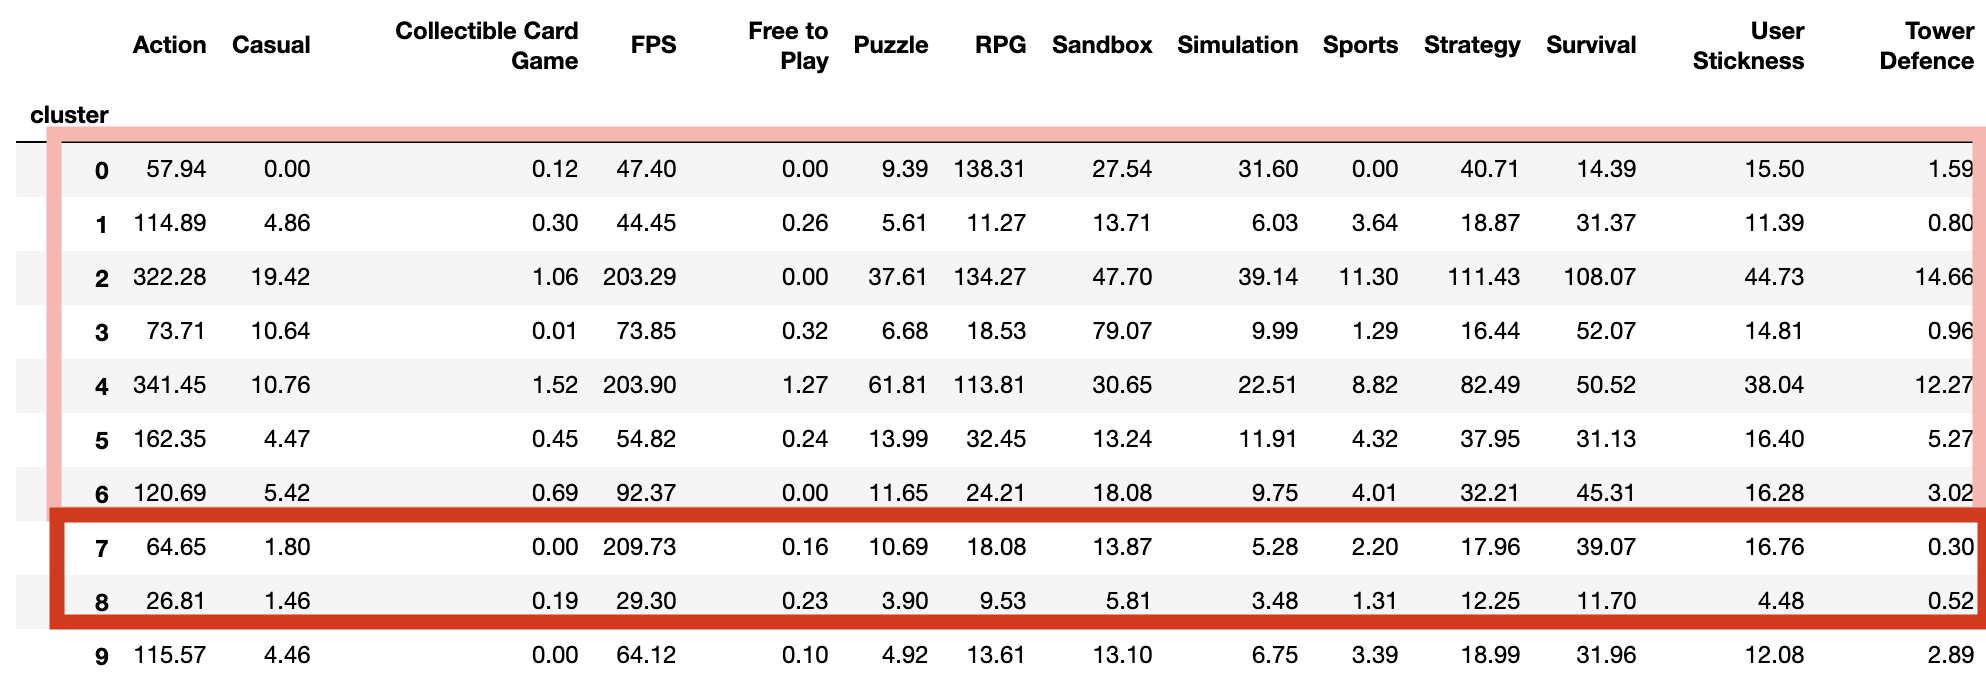 Action Casual Collectible Card Game FPS Free to Play Puzzle RPG Sandbox Simulation Sports Strategy Survival User Stickness Tower Defence
cluster
0 57.94 0.00 0.12 47.40 0.00 9.39 138.31 27.54 31.60 0.00 40.71 14.39 15.50 1.59
1 114.89 4.86 0.30 44.45 0.26 5.61 11.27 13.71 6.03 3.64 18.87 31.37 11.39 0.80
2 322.28 19.42 1.06 203.29 0.00 37.61 134.27 47.70 39.14 11.30 111.43 108.07 44.73 14.66
3 73.71 10.64 0.01 73.85 0.32 6.68 18.53 79.07 9.99 1.29 16.44 52.07 14.81 0.96
4 341.45 10.76 1.52 203.90 1.27 61.81 113.81 30.65 22.51 8.82 82.49 50.52 38.04 12.27
5 162.35 4.47 0.45 54.82 0.24 13.99 32.45 13.24 11.91 4.32 37.95 31.13 16.40 5.27
6 120.69 5.42 0.69 92.37 0.00 11.65 24.21 18.08 9.75 4.01 32.21 45.31 16.28 3.02
7 64.65 1.80 0.00 209.73 0.16 10.69 18.08 13.87 5.28 2.20 17.96 39.07 16.76 0.30
8 26.81 1.46 0.19 29.30 0.23 3.90 9.53 5.81 3.48 1.31 12.25 11.70 4.48 0.52
9 115.57 4.46 0.00 64.12 0.10 4.92 13.61 13.10 6.75 3.39 18.99 31.96 12.08 2.89